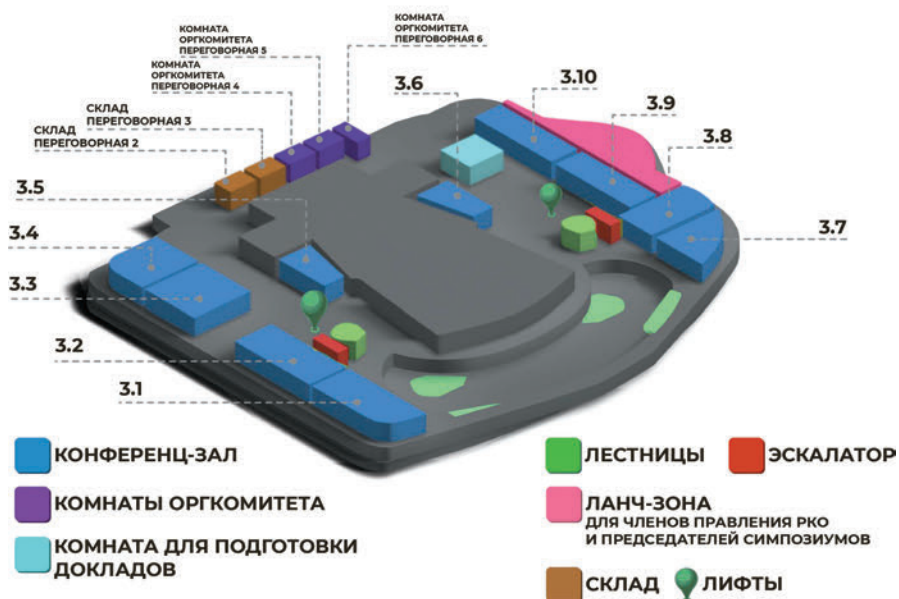 КОМНАТА
ОРГКОМИТЕТА
ПЕРЕГОВОРНАЯ 5
КОМНАТА
ОРГКОМИТЕТА
ПЕРЕГОВОРНАЯ 6
КОМНАТА
ОРГКОМИТЕТА
ПЕРЕГОВОРНАЯ 4
СКЛАД
ПЕРЕГОВОРНАЯ 3
СКЛАД
ПЕРЕГОВОРНАЯ 2
3.6
3.10
3.9
3.8
3.7
3.5
3.4
3.3
3.2
3.1
КОНФЕРЕНЦ-ЗАЛ
КОМНАТЫ ОРГКОМИТЕТА
КОМНАТА ДЛЯ ПОДГОТОВКИ
ДОКЛАДОВ
ЛЕСТНИЦЫ
ЭСКАЛАТОР
ЛАНЧ-ЗОНА
ДЛЯ ЧЛЕНОВ ПРАВЛЕНИЯ РКО
И ПРЕДСЕДАТЕЛЕЙ СИМПОЗИУМОВ
СКЛАД
ЛИФТЫ